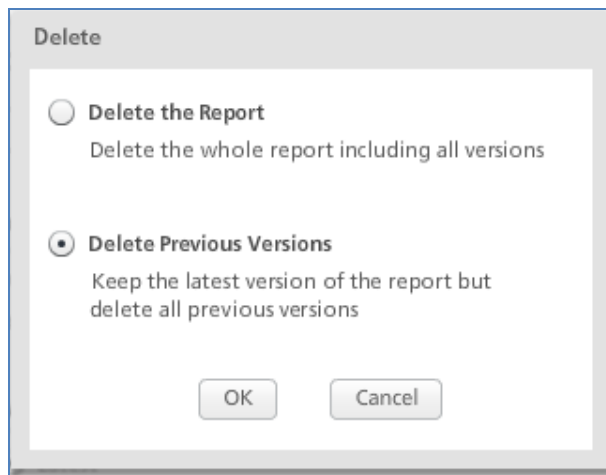 Delete
Delete the Report
Delete the whole report including all versions
Delete Previous Versions
Keep the latest version of the report but
delete all previous versions
OK
Cancel